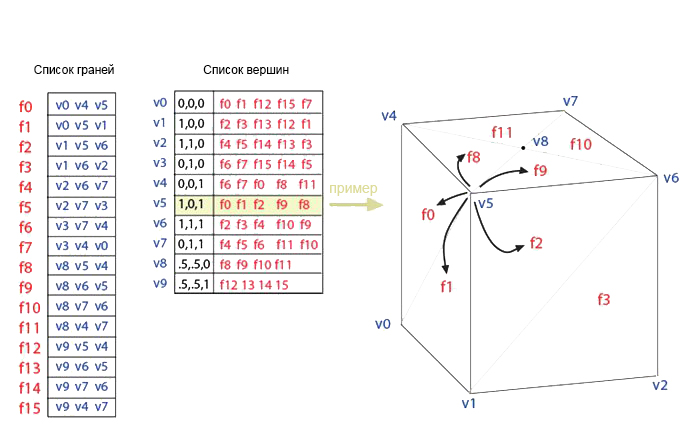 Список граней
f0 v0 v4 v5
f1 v0 v5 v1
f2 v1 v5 v6
f3 v1 v6 v2
f4 v2 v6 v7
f5 v2 v7 v3
f6 v3 v7 v4
f7 v3 v4 v0
f8 v8 v5 v4
f9 v8 v6 v5
f10 v8 v7 v6
f11 v8 v4 v7
f12 v9 v5 v4
f13 v9 v6 v5
f14 v9 v7 v6
f15 v9 v4 v7
Список вершин
v0 0,0,0 f0 f1 f12 f15 f7
v1 1,0,0 f2 f3 f13 f12 f1
v2 1,1,0 f4 f5 f14 f13 f3
v3 0,1,0 f6 f7 f15 f14 f5
v4 0,0,1 f6 f7 f0 f8 f11
v5 1,0,1 f0 f1 f2 f9 f8
v6 1,1,1 f2 f3 f4 f10 f9
v7 0,1,1 f4 f5 f6 f11 f10
v8 .5,.5,0 f8 f9 f10 f11
v9 .5,.5,1 f12 13 14 15
пример
v7
v4
f11
v8
f10
f8
f9
v6
v5
f0
f2
f1
f3
v0
v2
v1